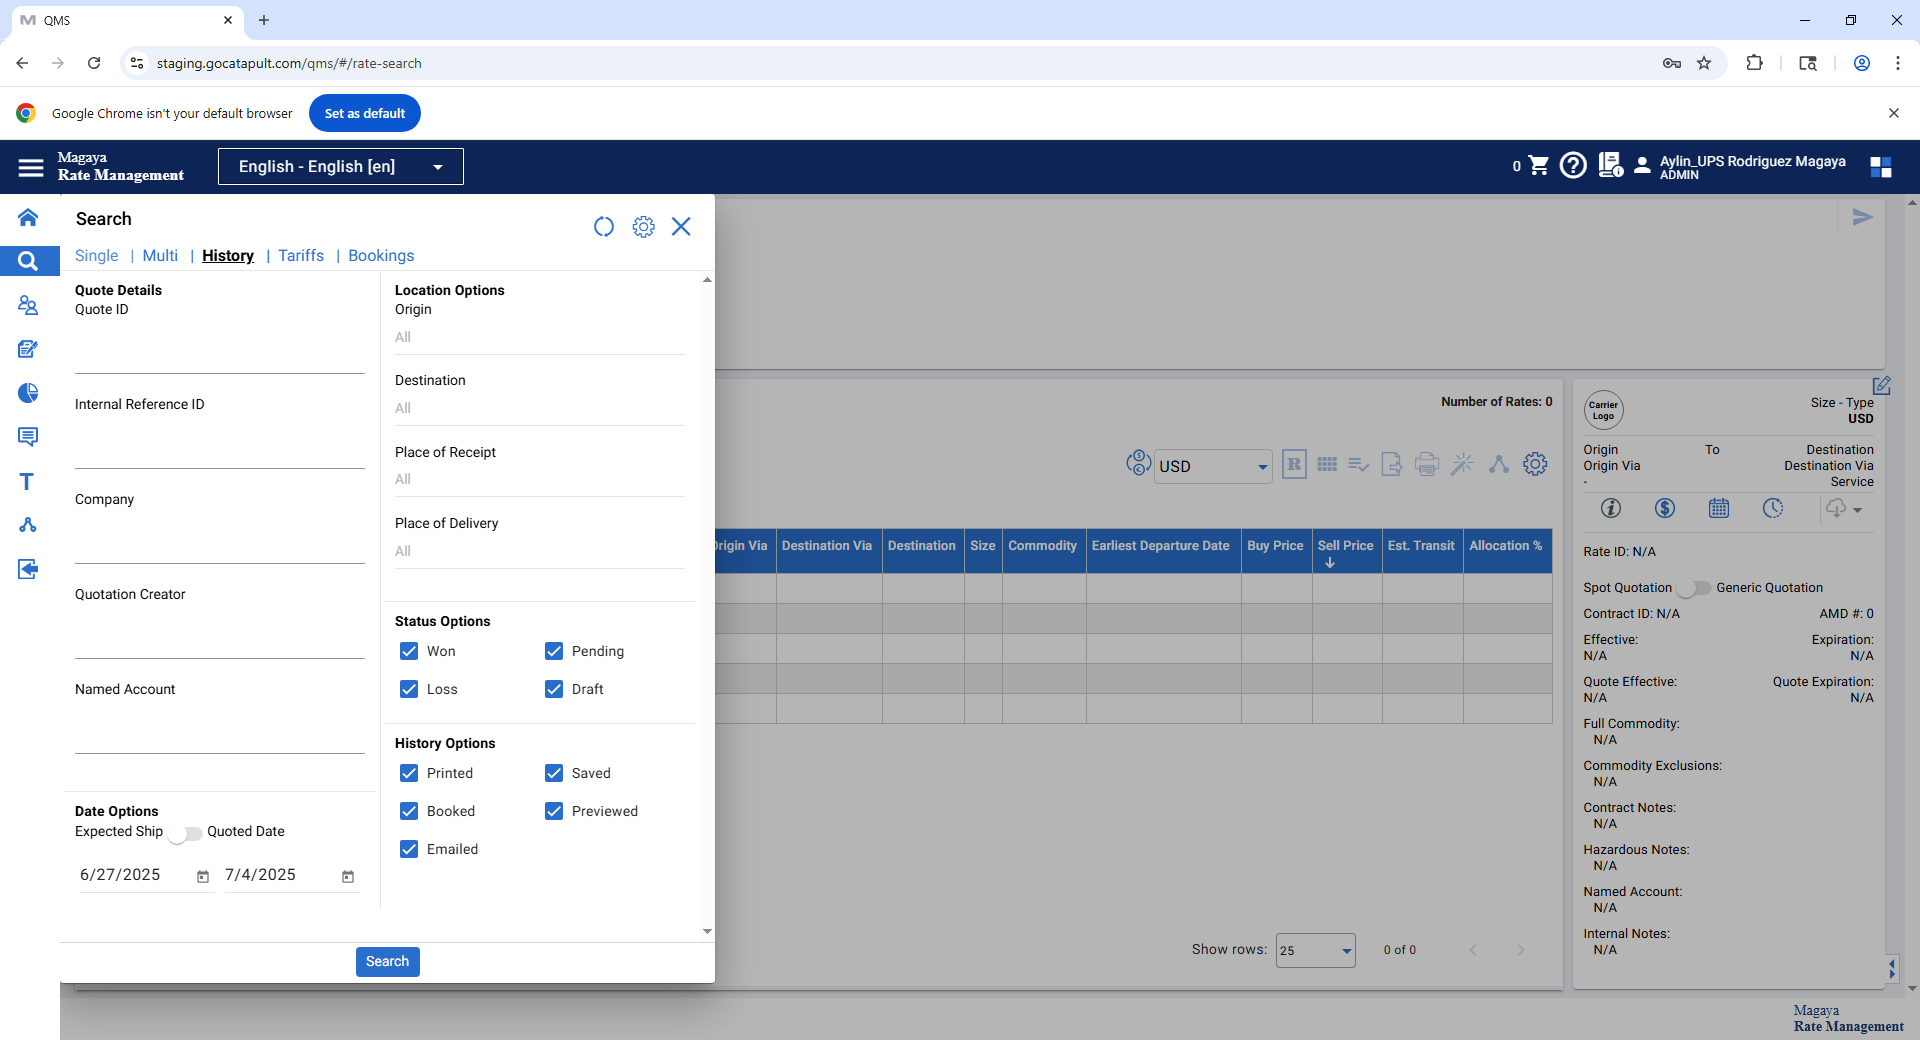 QMS
staging.gocatapult.com/qms/#/rate-search
Google Chrome isn't your default browser
Set as default
Magaya
Rate Management
English - English [en]
0
Aylin_UPS Rodriguez Magaya
ADMIN
Search
Single | Multi | History | Tariffs | Bookings
Quote Details
Quote ID
Internal Reference ID
Company
Quotation Creator
Named Account
Date Options
Expected Ship Quoted Date
6/27/2025 7/4/2025
Location Options
Origin
All
Destination
All
Place of Receipt
All
Place of Delivery
All
Status Options
Won Pending
Loss Draft
History Options
Printed Saved
Booked Previewed
Emailed
Search
Number of Rates: 0
USD
R
Origin Via Destination Via Destination Size Commodity Earliest Departure Date Buy Price Sell Price Est. Transit Allocation %
Show rows: 25 0 of 0
Carrier
Logo
Size - Type
USD
Origin To Destination
Origin Via Destination Via
- Service
Rate ID: N/A
Spot Quotation Generic Quotation
Contract ID: N/A AMD #: 0
Effective: Expiration:
N/A N/A
Quote Effective: Quote Expiration:
N/A N/A
Full Commodity:
N/A
Commodity Exclusions:
N/A
Contract Notes:
N/A
Hazardous Notes:
N/A
Named Account:
N/A
Internal Notes:
N/A
Magaya
Rate Management